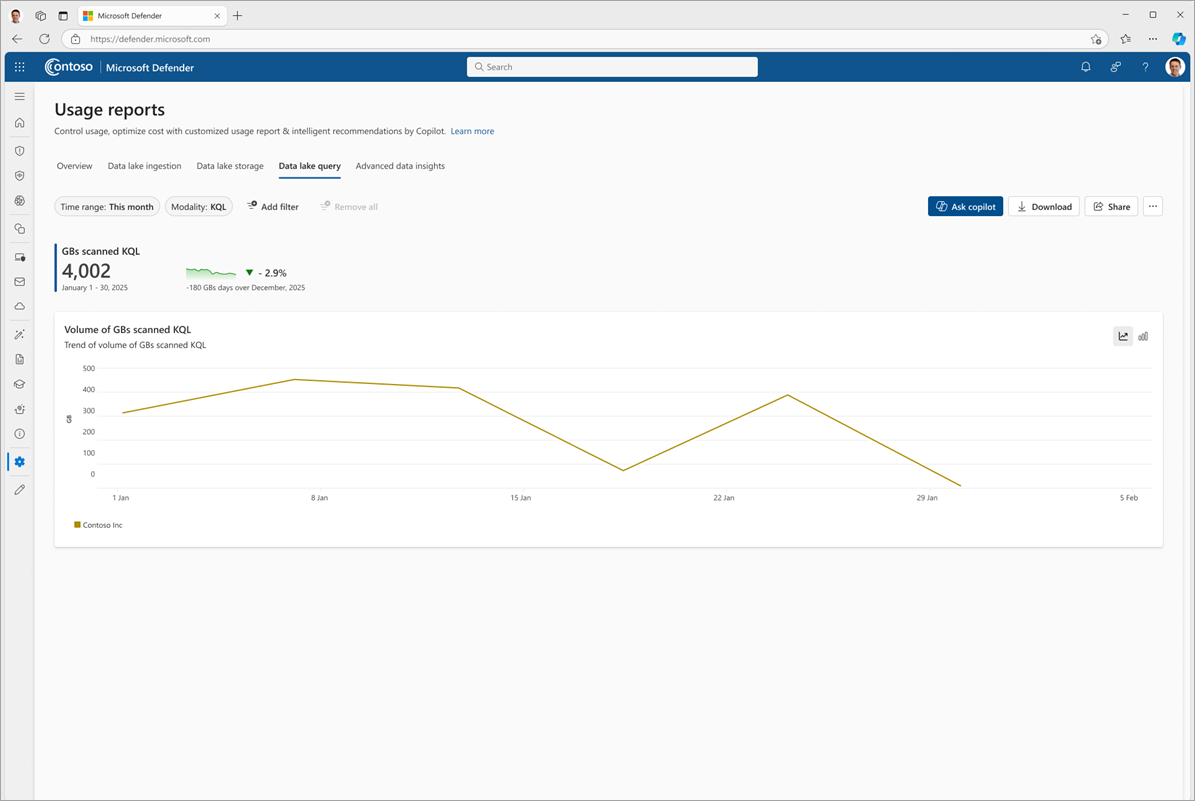 Microsoft Defender
https://defender.microsoft.com
Contoso
Microsoft Defender
Search
Usage reports
Control usage, optimize cost with customized usage report & intelligent recommendations by Copilot. Learn more
Overview
Data lake ingestion
Data lake storage
Data lake query
Advanced data insights
Time range: This month
Modality: KQL
Add filter
Remove all
Ask copilot
Download
Share
GBs scanned KQL
4,002
- 2.9%
January 1 - 30, 2025
-180 GBs days over December, 2025
Volume of GBs scanned KQL
Trend of volume of GBs scanned KQL
500
400
300
GB
200
100
0
1 Jan
8 Jan
15 Jan
22 Jan
29 Jan
5 Feb
Contoso Inc